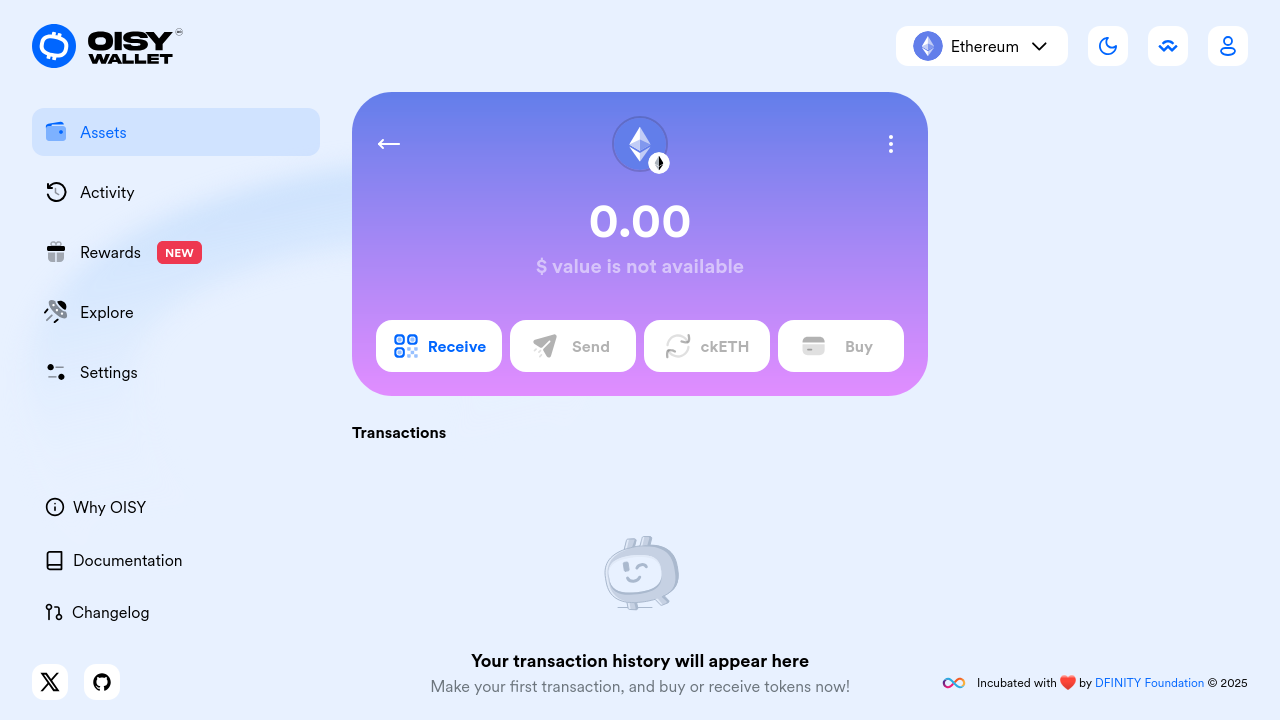 OISY
WALLET
Ethereum
Assets
Activity
Rewards NEW
Explore
Settings
0.00
$ value is not available
Receive
Send
ckETH
Buy
Transactions
Your transaction history will appear here
Make your first transaction, and buy or receive tokens now!
Why OISY
Documentation
Changelog
Incubated with ❤️ by DFINITY Foundation © 2025